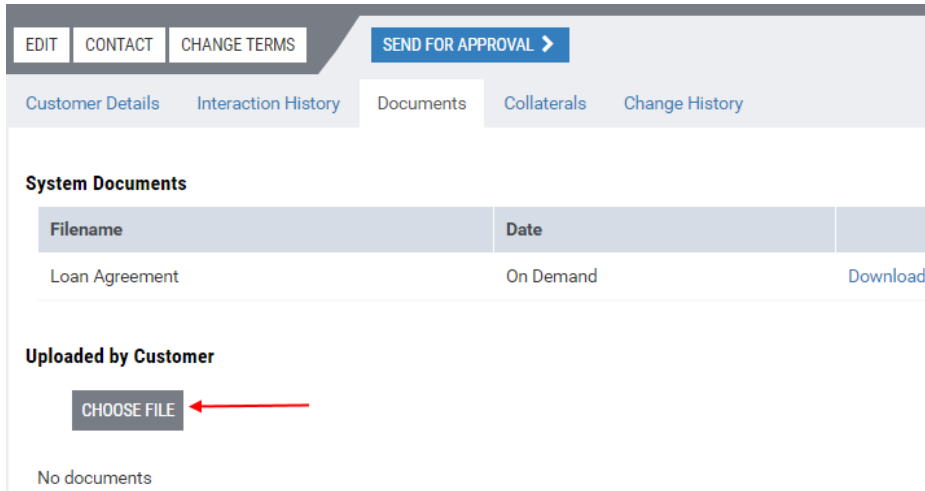 EDIT CONTACT CHANGE TERMS SEND FOR APPROVAL
Customer Details Interaction History Documents Collaterals Change History
System Documents
Filename Date
Loan Agreement On Demand Download
Uploaded by Customer
CHOOSE FILE
No documents